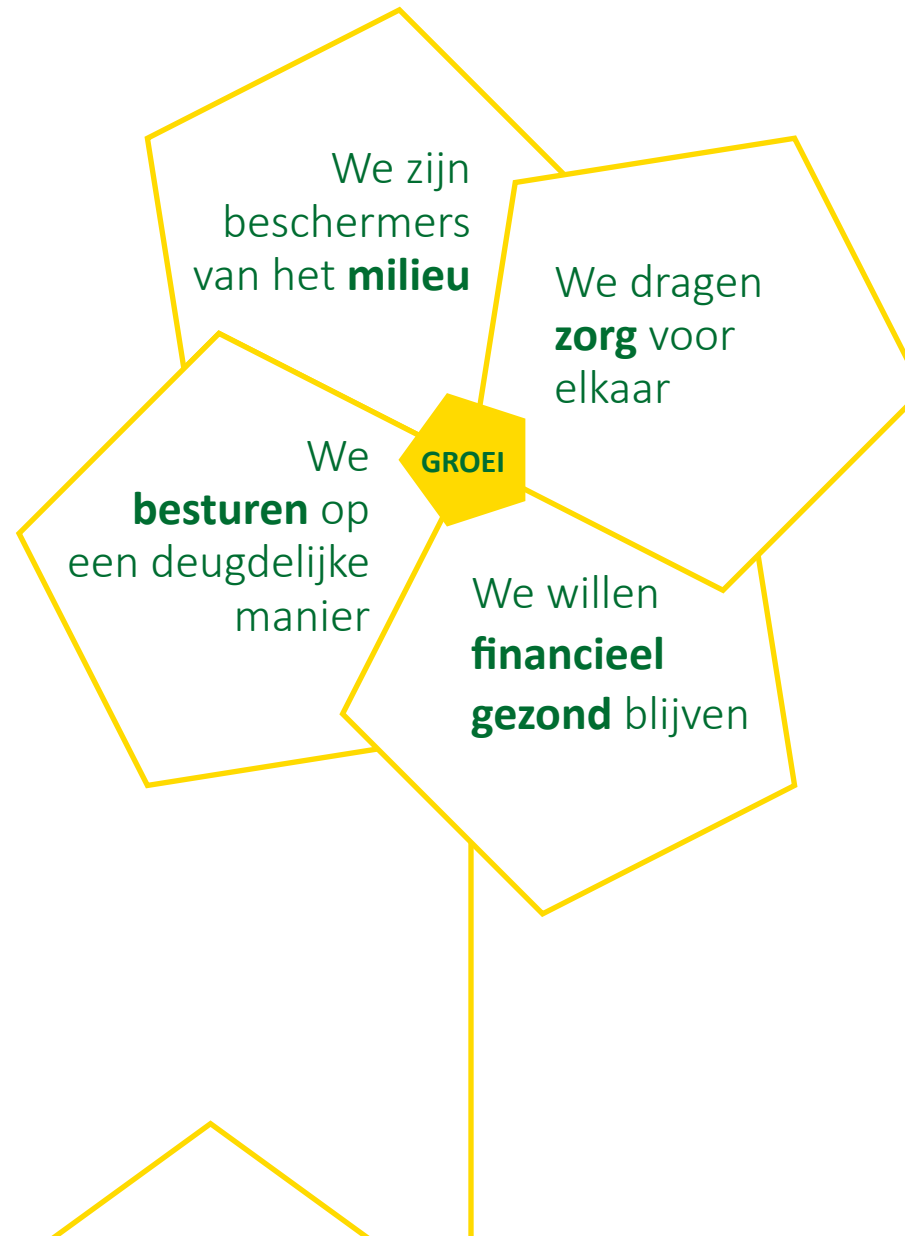 We zijn
beschermers
van het milieu
We dragen
zorg voor
elkaar
GROEI
We
besturen op
een deugdelijke
manier
We willen
financieel
gezond blijven